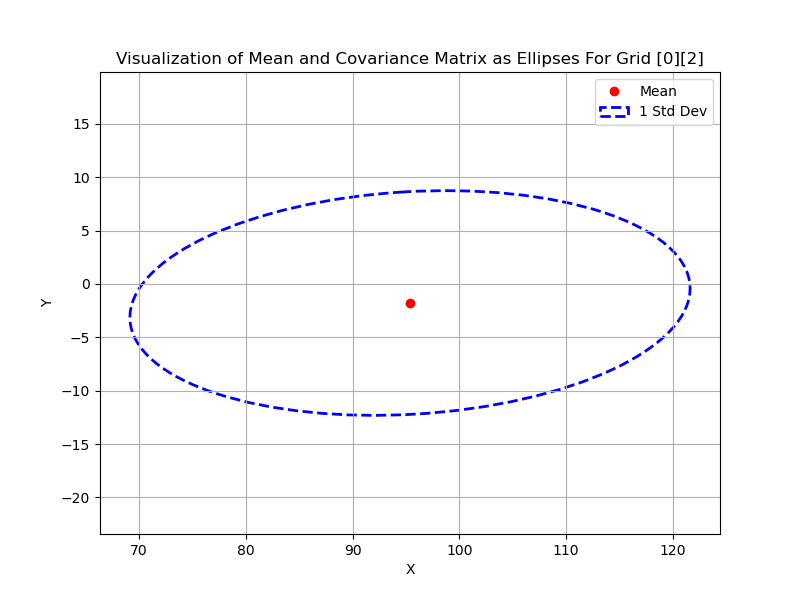 Visualization of Mean and Covariance Matrix as Ellipses For Grid [0][2]
Mean
1 Std Dev
15
10
5
0
−5
−10
−15
−20
Y
70
80
90
100
110
120
X